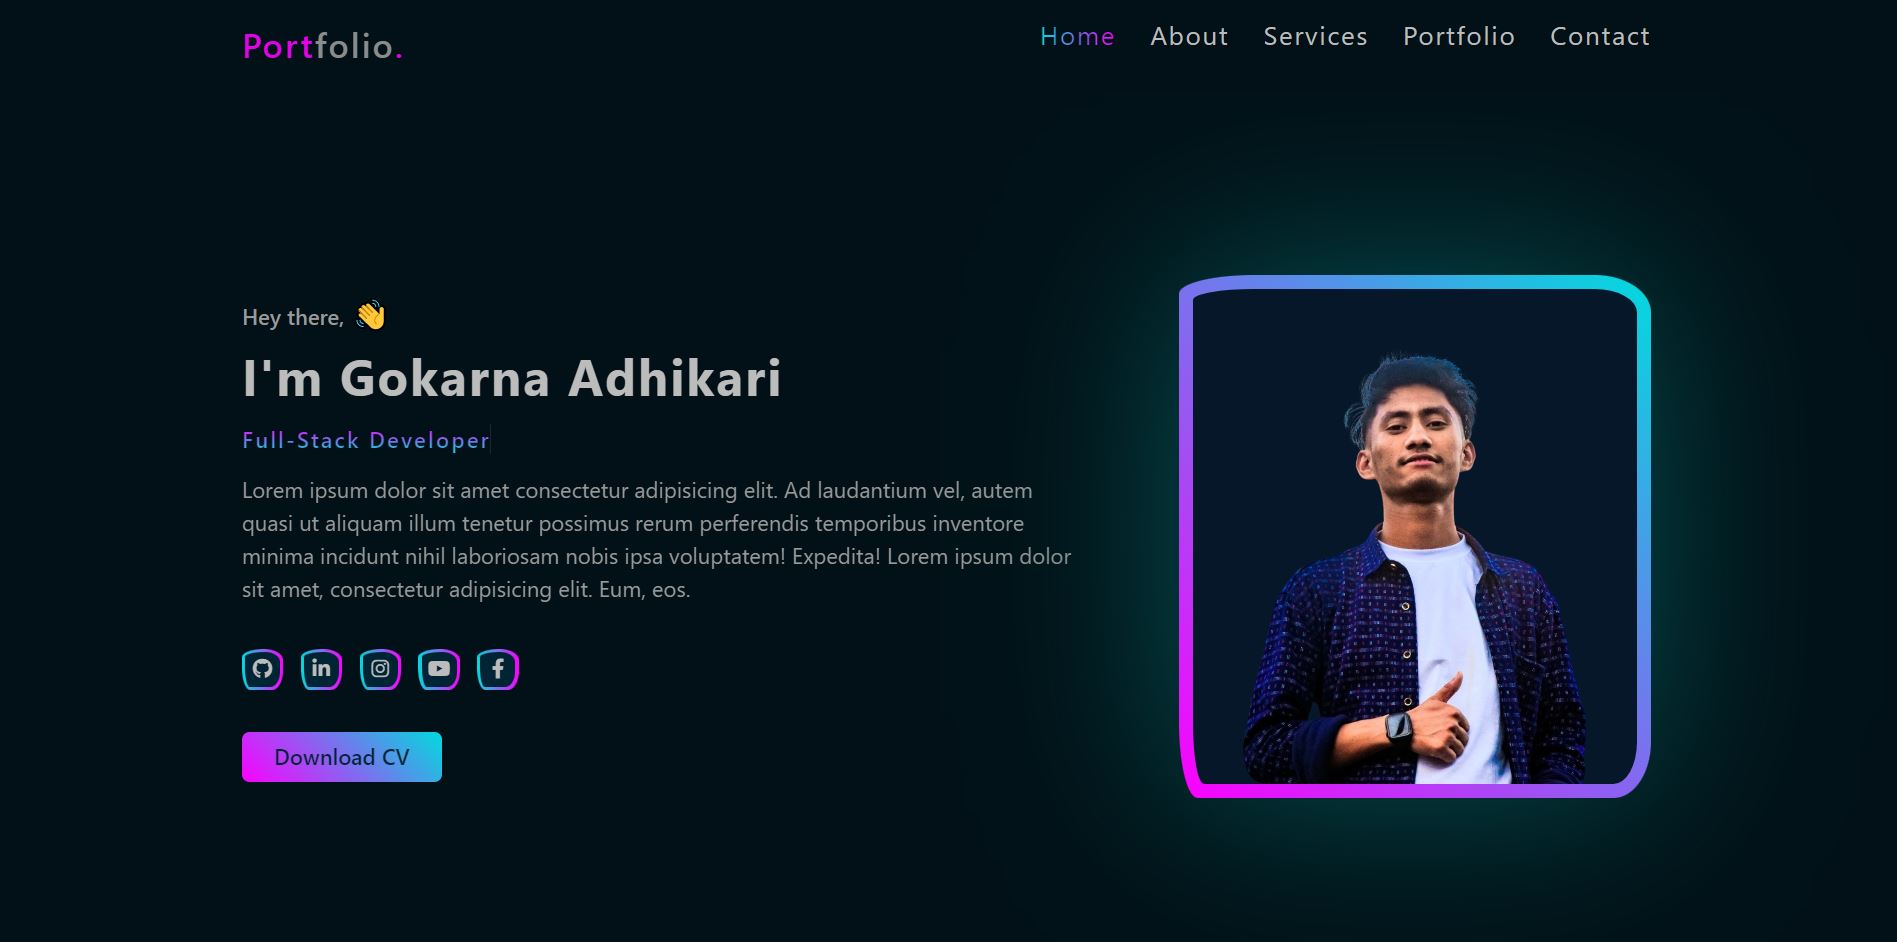 Portfolio.
Home About Services Portfolio Contact
Hey there, 👋
I'm Gokarna Adhikari
Full-Stack Developer
Lorem ipsum dolor sit amet consectetur adipisicing elit. Ad laudantium vel, autem
quasi ut aliquam illum tenetur possimus rerum perferendis temporibus inventore
minima incidunt nihil laboriosam nobis ipsa voluptatem! Expedita! Lorem ipsum dolor
sit amet, consectetur adipisicing elit. Eum, eos.
Download CV